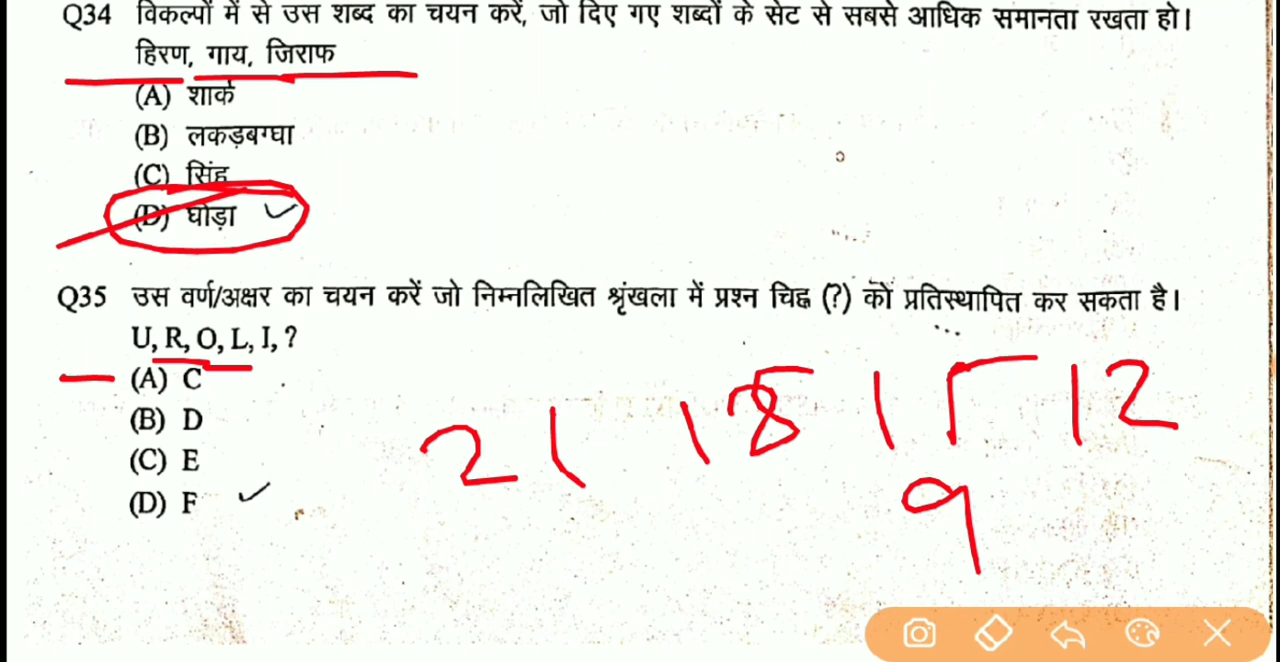 Q34 विकल्पों में से उस शब्द का चयन करें, जो दिए गए शब्दों के सेट से सबसे आधिक समानता रखता हो।
हिरण, गाय, जिराफ
(A) शार्क
(B) लकड़बग्घा
(C) सिंह
(D) घोड़ा
Q35 उस वर्ण/अक्षर का चयन करें जो निम्नलिखित श्रृंखला में प्रश्न चिह्न (?) को प्रतिस्थापित कर सकता है।
U, R, O, L, I, ?
(A) C
(B) D
(C) E
(D) F
21 18 15 12
9